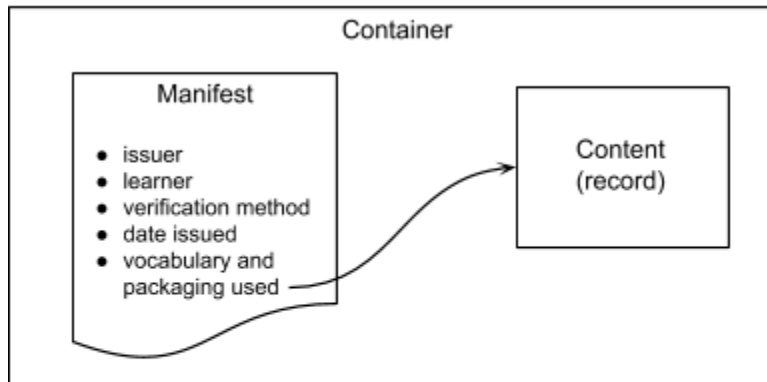 Container
Manifest
● issuer
● learner
● verification method
● date issued
● vocabulary and
packaging used
Content
(record)